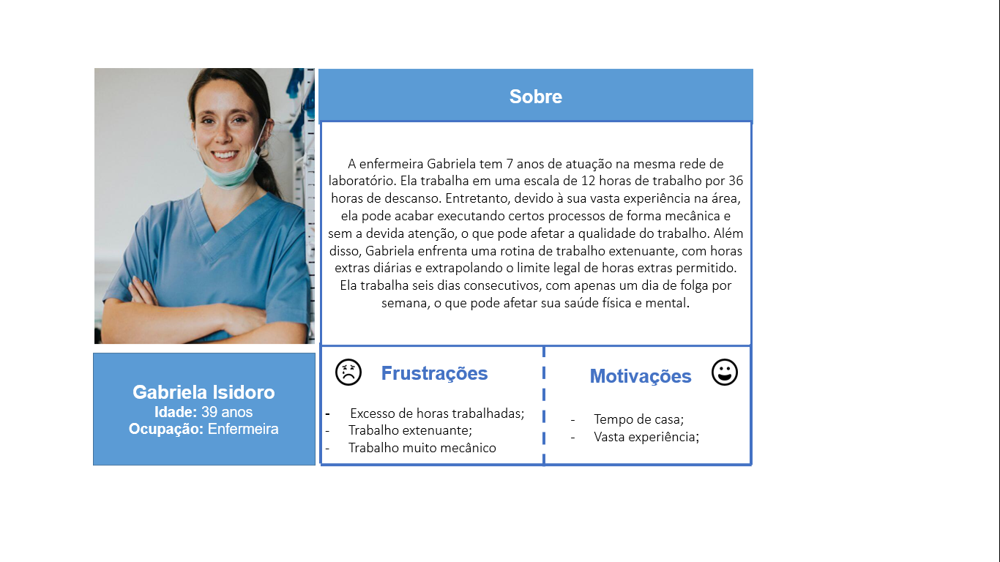 Sobre
A enfermeira Gabriela tem 7 anos de atuação na mesma rede de
laboratório. Ela trabalha em uma escala de 12 horas de trabalho por 36
horas de descanso. Entretanto, devido à sua vasta experiência na área,
ela pode acabar executando certos processos de forma mecânica e
sem a devida atenção, o que pode afetar a qualidade do trabalho. Além
disso, Gabriela enfrenta uma rotina de trabalho extenuante, com horas
extras diárias e extrapolando o limite legal de horas extras permitido.
Ela trabalha seis dias consecutivos, com apenas um dia de folga por
semana, o que pode afetar sua saúde física e mental.
Gabriela Isidoro
Idade: 39 anos
Ocupação: Enfermeira
Frustrações
- Excesso de horas trabalhadas;
- Trabalho extenuante;
- Trabalho muito mecânico
Motivações
- Tempo de casa;
- Vasta experiência;